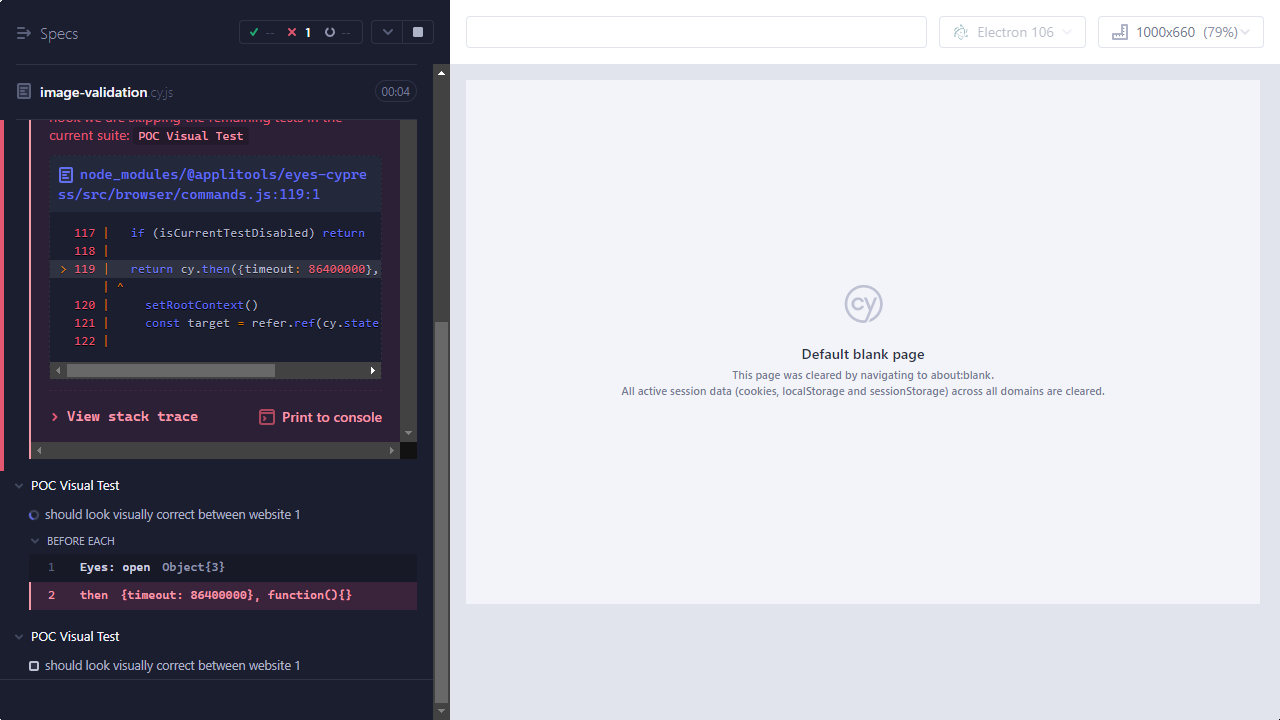 Specs
-- 1 --
Electron 106
1000x660 (79%)
image-validation.cy.js
00:04
hook we are skipping the remaining tests in the
current suite: POC Visual Test
node_modules/@applitools/eyes-cypre
ss/src/browser/commands.js:119:1
117 | if (isCurrentTestDisabled) return
118 |
> 119 | return cy.then({timeout: 86400000},
| ^
120 | setRootContext()
121 | const target = refer.ref(cy.state
122 |
View stack trace
Print to console
POC Visual Test
should look visually correct between website 1
BEFORE EACH
1 Eyes: open Object{3}
2 then {timeout: 86400000}, function(){}
POC Visual Test
should look visually correct between website 1
cy
Default blank page
This page was cleared by navigating to about:blank.
All active session data (cookies, localStorage and sessionStorage) across all domains are cleared.